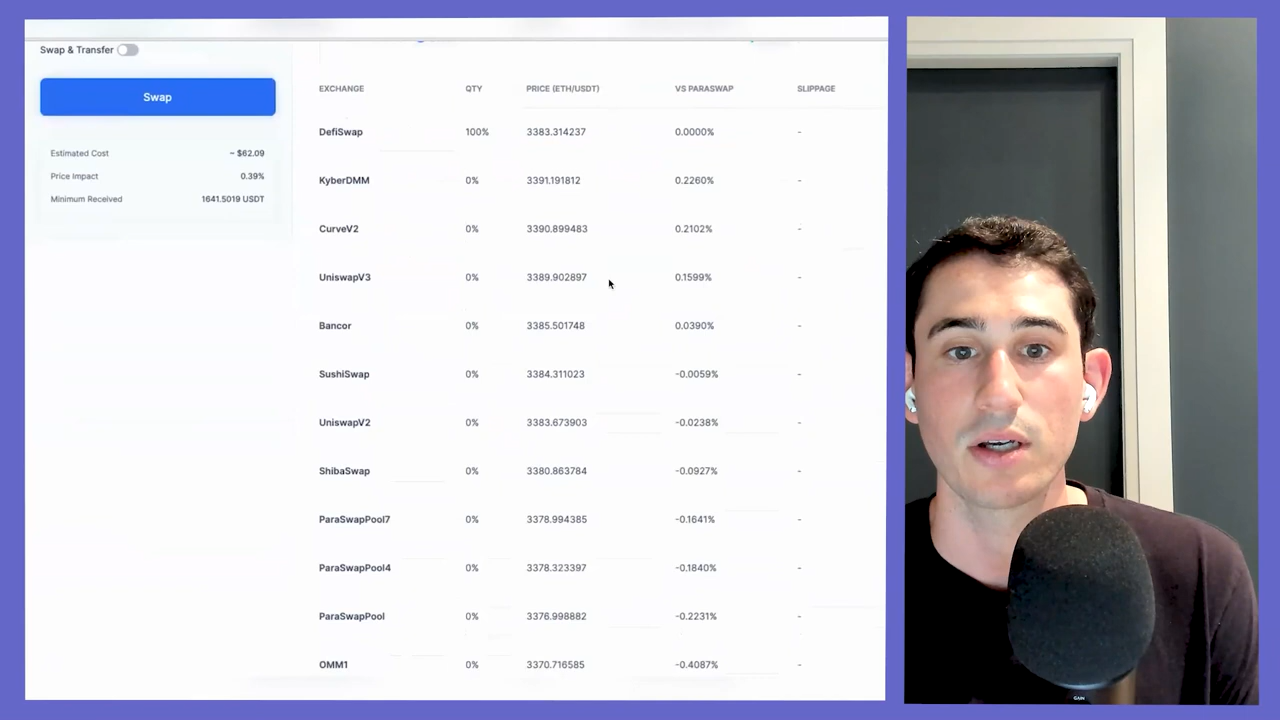 Swap & Transfer
Swap
Estimated Cost ~ $62.09
Price Impact 0.39%
Minimum Received 1641.5019 USDT
EXCHANGE QTY PRICE (ETH/USDT) VS PARASWAP SLIPPAGE
DefiSwap 100% 3383.314237 0.0000% -
KyberDMM 0% 3391.191812 0.2260% -
CurveV2 0% 3390.899483 0.2102% -
UniswapV3 0% 3389.902897 0.1599% -
Bancor 0% 3385.501748 0.0390% -
SushiSwap 0% 3384.311023 -0.0059% -
UniswapV2 0% 3383.673903 -0.0238% -
ShibaSwap 0% 3380.863784 -0.0927% -
ParaSwapPool7 0% 3378.994385 -0.1641% -
ParaSwapPool4 0% 3378.323397 -0.1840% -
ParaSwapPool 0% 3376.998882 -0.2231% -
OMM1 0% 3370.716585 -0.4087% -
GAIN